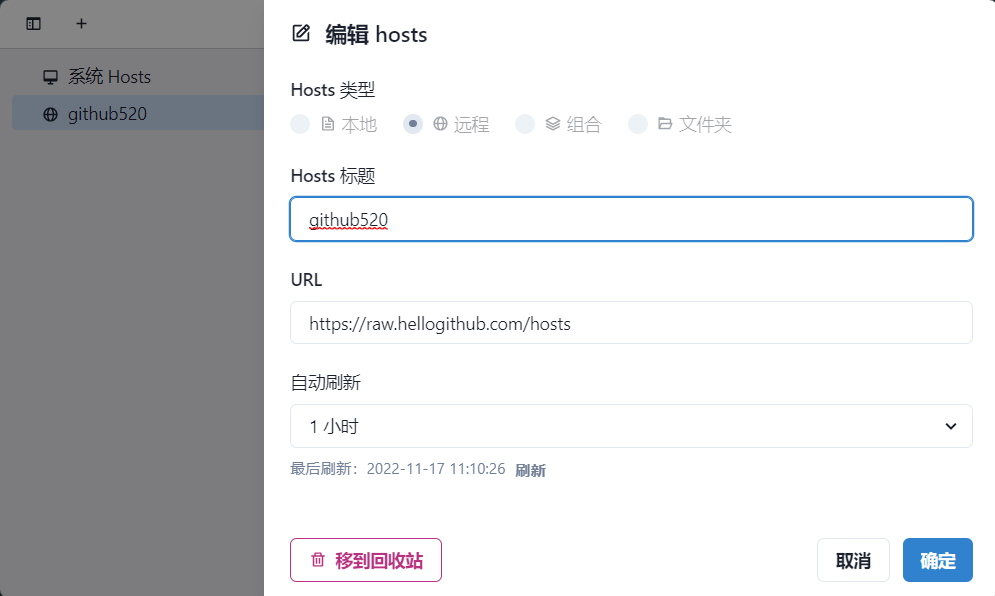 系统 Hosts
github520
编辑 hosts
Hosts 类型
本地 远程 组合 文件夹
Hosts 标题
github520
URL
https://raw.hellogithub.com/hosts
自动刷新
1 小时
最后刷新：2022-11-17 11:10:26 刷新
移到回收站 取消 确定